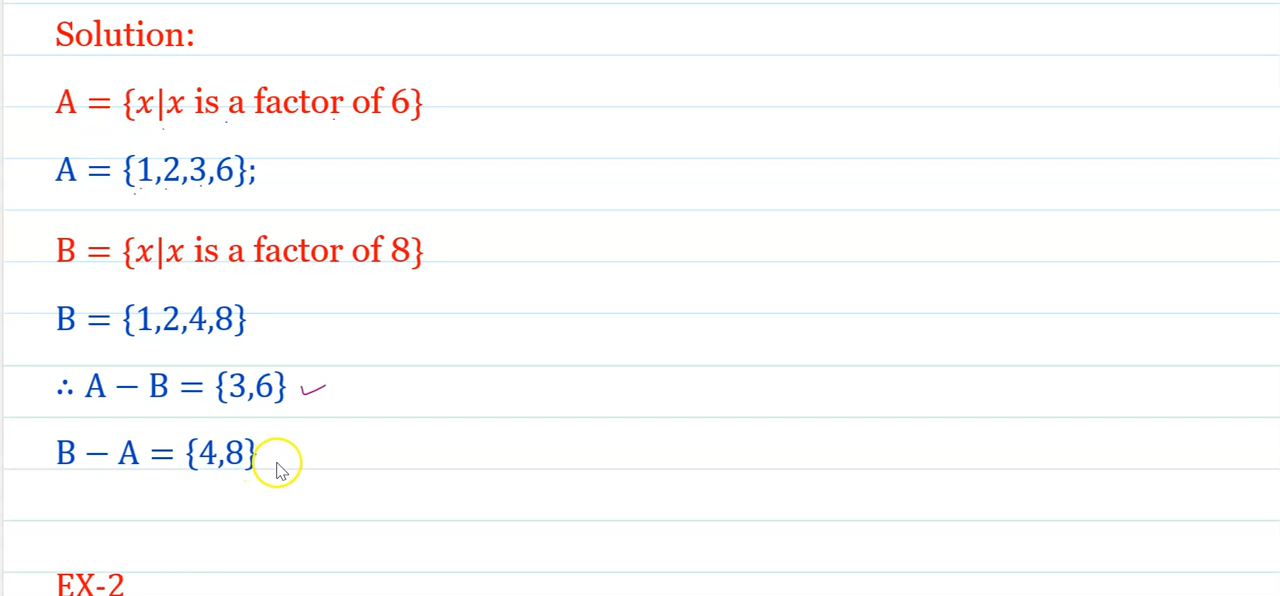 Solution:
A = {x|x is a factor of 6}
A = {1,2,3,6};
B = {x|x is a factor of 8}
B = {1,2,4,8}
∴ A − B = {3,6}
B − A = {4,8}
EX-2